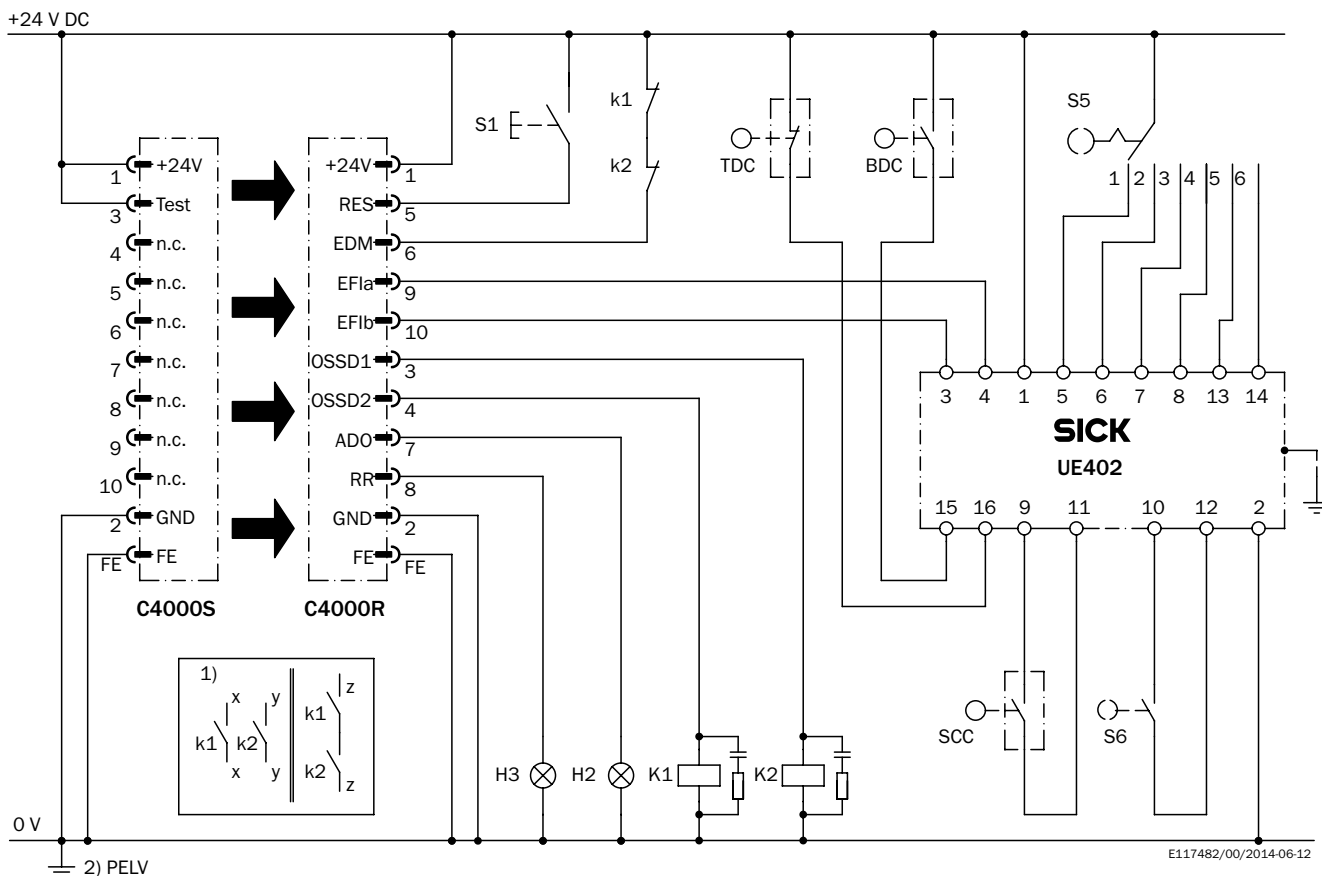 +24 V DC
S1
k1
k2
TDC
BDC
S5
1 2 3 4 5 6
1 +24V
3 Test
4 n.c.
5 n.c.
6 n.c.
7 n.c.
8 n.c.
9 n.c.
10 n.c.
2 GND
FE FE
C4000S
+24V 1
RES 5
EDM 6
EFIa 9
EFIb 10
OSSD1 3
OSSD2 4
ADO 7
RR 8
GND 2
FE FE
C4000R
3 4 1 5 6 7 8 13 14
SICK
UE402
15 16 9 11 10 12 2
SCC
S6
1)
x y z
k1 k2 k1
x y k2 z
H3
H2
K1
K2
0 V
2) PELV
E117482/00/2014-06-12